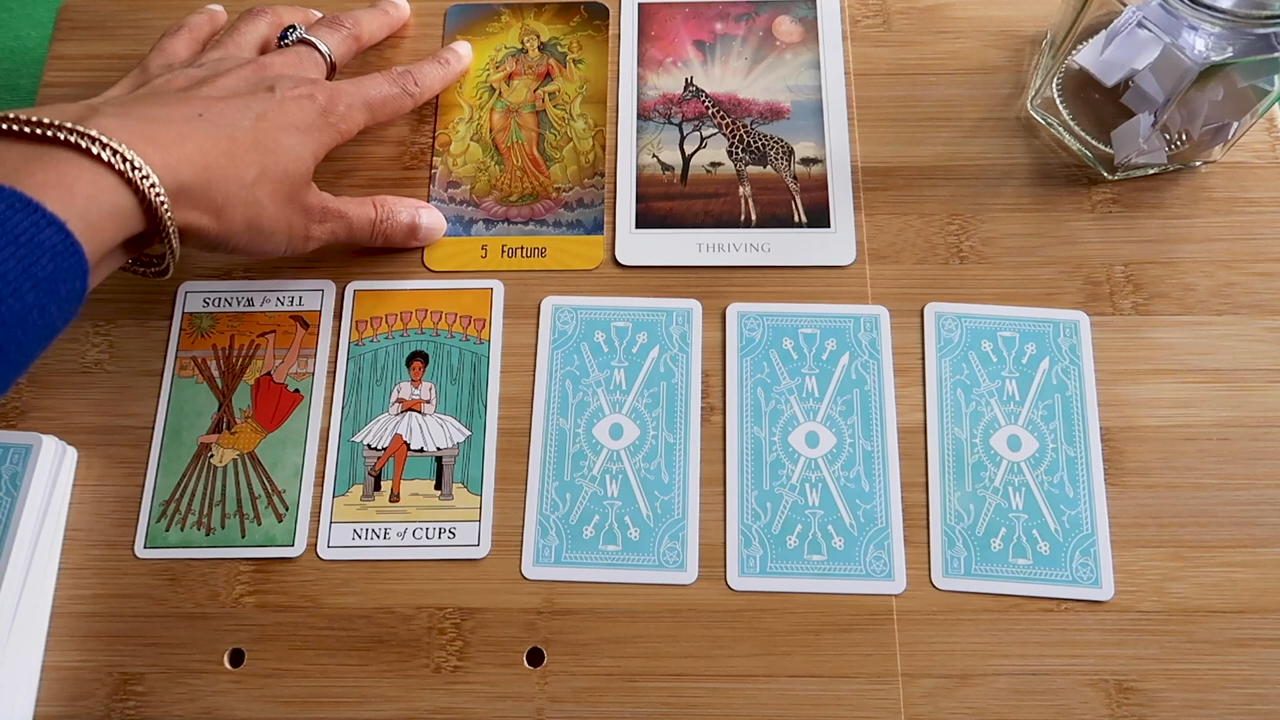 5 Fortune
THRIVING
TEN of WANDS
NINE of CUPS
M
W
M
W
M
W